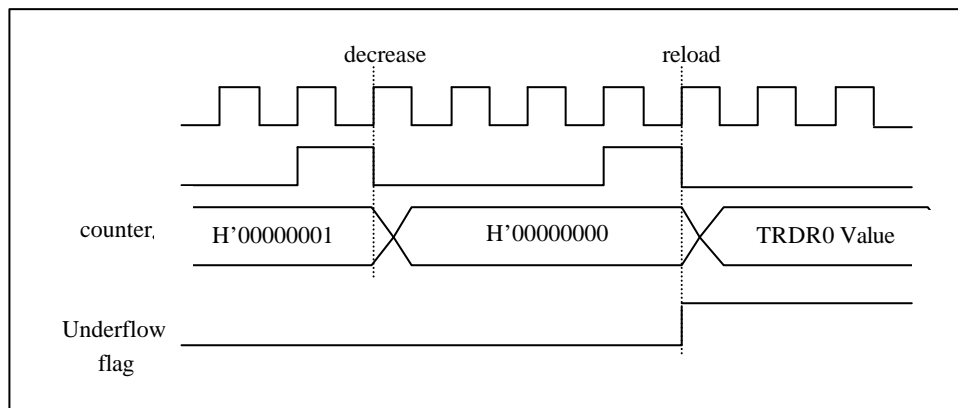 decrease reload
counter,
H'00000001 H'00000000 TRDR0 Value
Underflow
flag